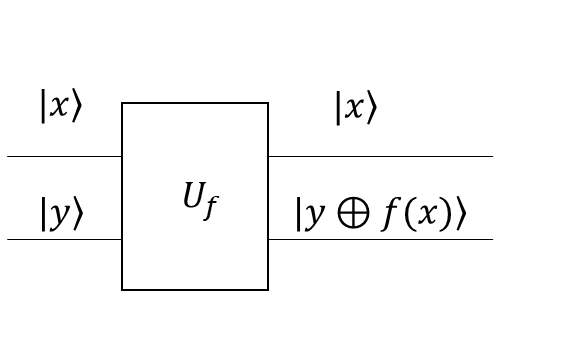 |x⟩ |x⟩
U_f
|y⟩ |y ⊕ f(x)⟩